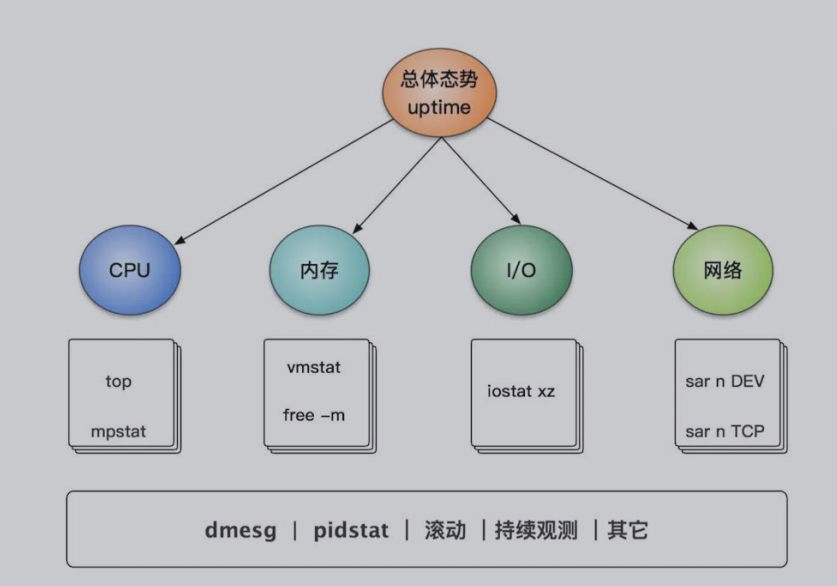 总体态势
uptime
CPU
内存
I/O
网络
top
mpstat
vmstat
free -m
iostat xz
sar n DEV
sar n TCP
dmesg | pidstat | 滚动 | 持续观测 | 其它